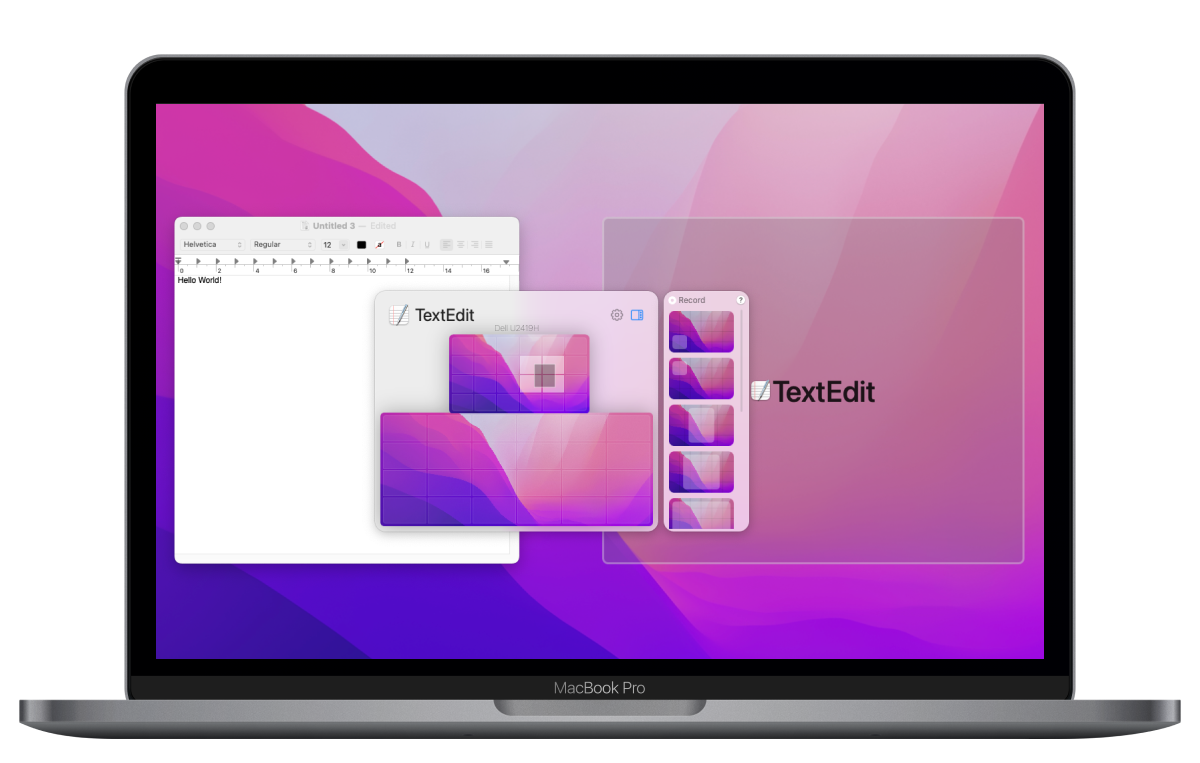 Untitled 3 — Edited
Helvetica Regular 12 a B I U
0 2 4 6 8 10 12 14 16
Hello World!
TextEdit
Dell U2419H
Record ?
TextEdit
MacBook Pro